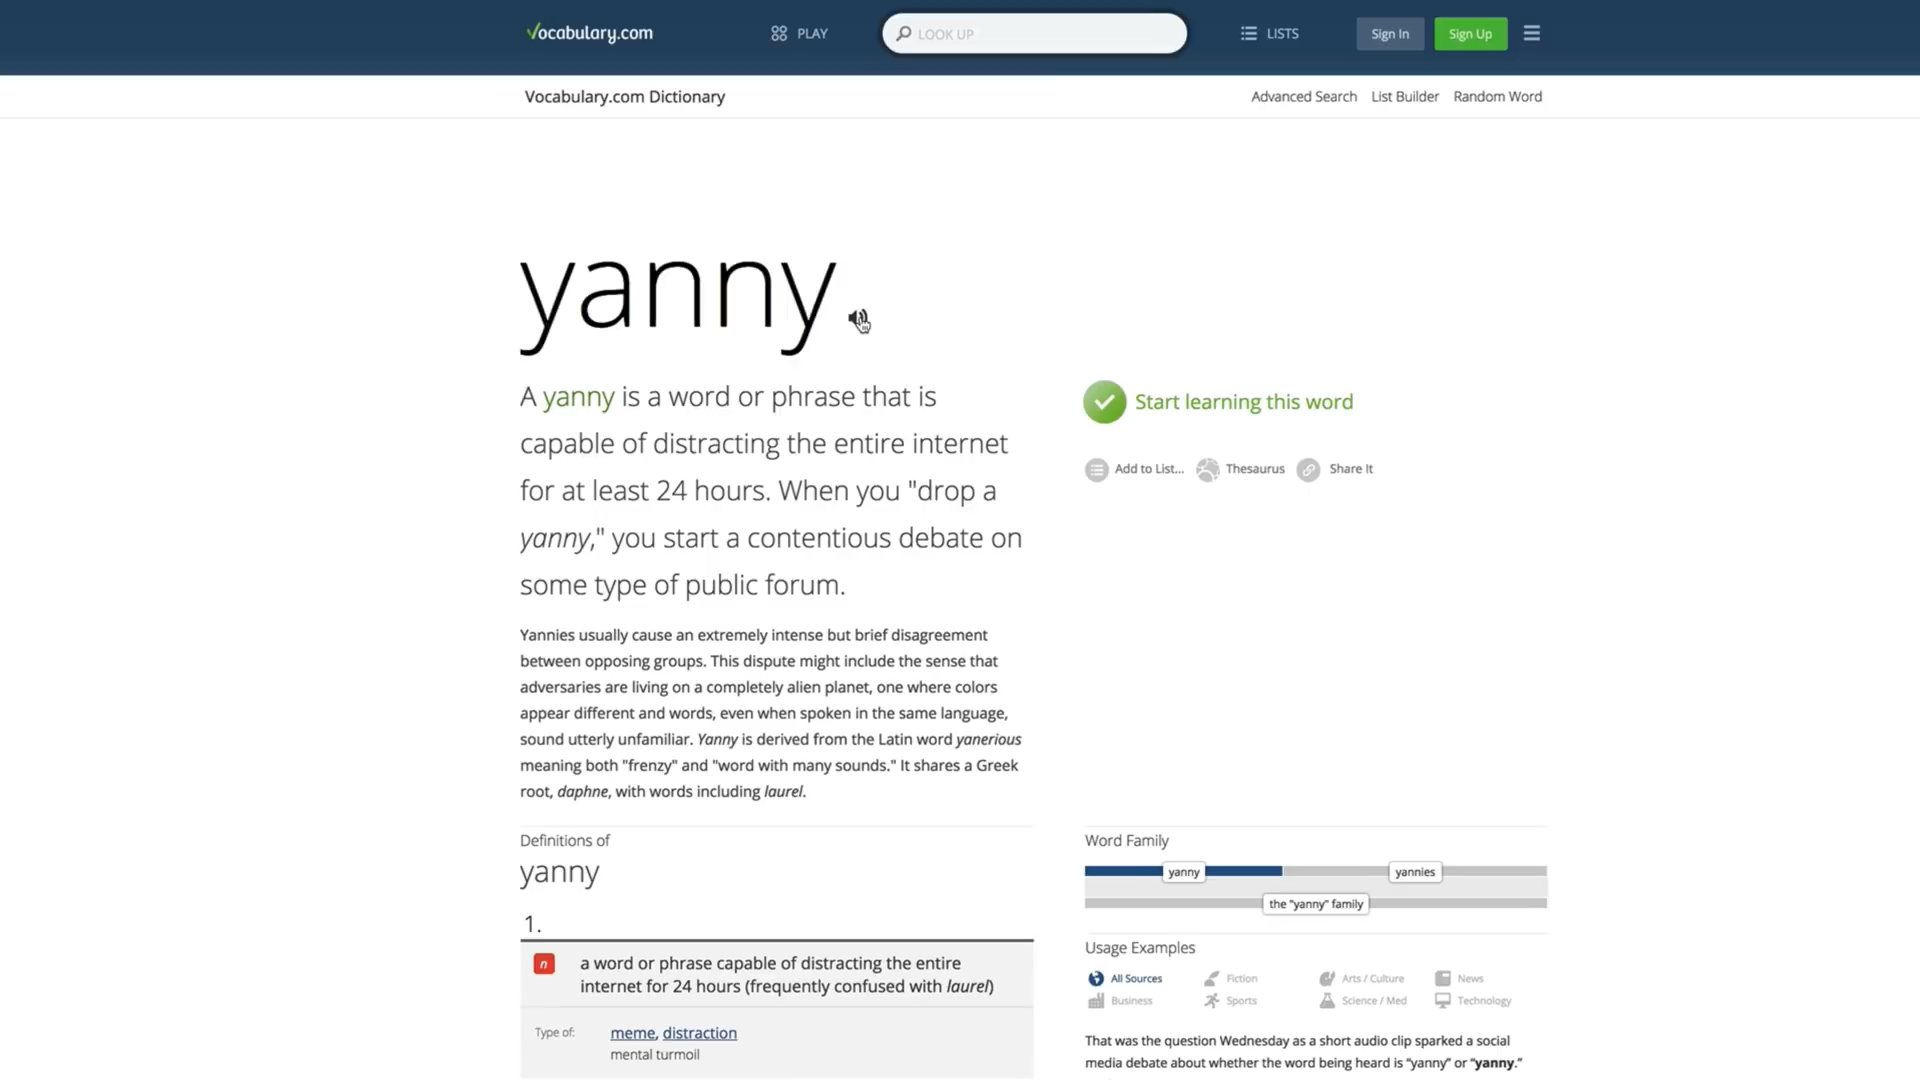 Vocabulary.com
PLAY
LOOK UP
LISTS
Sign In
Sign Up
Vocabulary.com Dictionary
Advanced Search
List Builder
Random Word
yanny
A yanny is a word or phrase that is
capable of distracting the entire internet
for at least 24 hours. When you "drop a
yanny," you start a contentious debate on
some type of public forum.
Start learning this word
Add to List...
Thesaurus
Share It
Yannies usually cause an extremely intense but brief disagreement
between opposing groups. This dispute might include the sense that
adversaries are living on a completely alien planet, one where colors
appear different and words, even when spoken in the same language,
sound utterly unfamiliar. Yanny is derived from the Latin word yanerious
meaning both "frenzy" and "word with many sounds." It shares a Greek
root, daphne, with words including laurel.
Definitions of
yanny
1.
n
a word or phrase capable of distracting the entire
internet for 24 hours (frequently confused with laurel)
Type of:
meme, distraction
mental turmoil
Word Family
yanny
yannies
the "yanny" family
Usage Examples
All Sources
Fiction
Arts / Culture
News
Business
Sports
Science / Med
Technology
That was the question Wednesday as a short audio clip sparked a social
media debate about whether the word being heard is “yanny” or “yanny.”